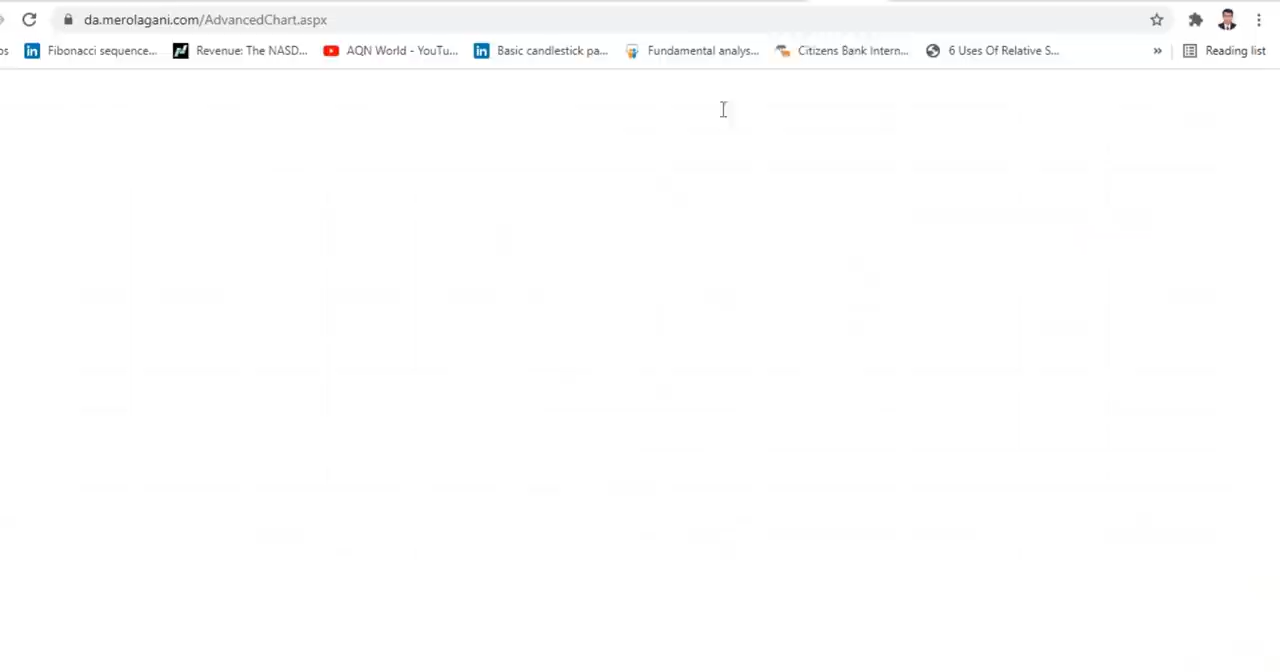 da.merolagani.com/AdvancedChart.aspx
os Fibonacci sequence... Revenue: The NASD... AQN World - YouTu... Basic candlestick pa... Fundamental analys... Citizens Bank Intern... 6 Uses Of Relative S... » Reading list